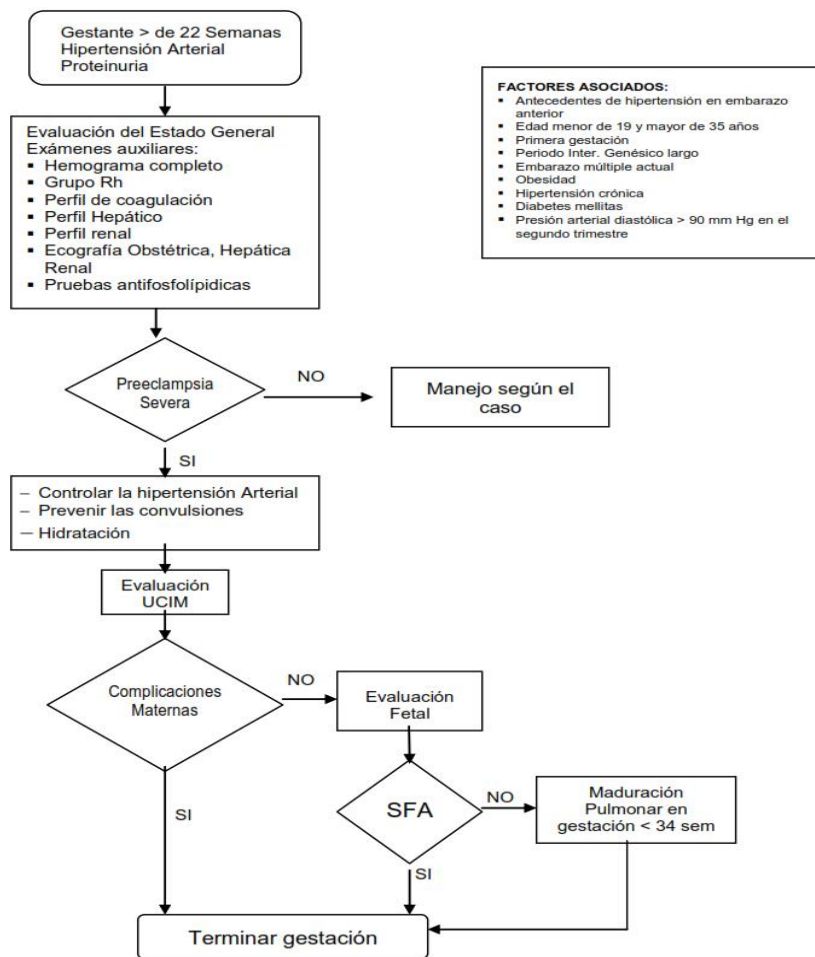 Gestante > de 22 Semanas
Hipertensión Arterial
Proteinuria
FACTORES ASOCIADOS:
▪ Antecedentes de hipertensión en embarazo
anterior
▪ Edad menor de 19 y mayor de 35 años
▪ Primera gestación
▪ Periodo Inter. Genésico largo
▪ Embarazo múltiple actual
▪ Obesidad
▪ Hipertensión crónica
▪ Diabetes mellitas
▪ Presión arterial diastólica > 90 mm Hg en el
segundo trimestre
Evaluación del Estado General
Exámenes auxiliares:
▪ Hemograma completo
▪ Grupo Rh
▪ Perfil de coagulación
▪ Perfil Hepático
▪ Perfil renal
▪ Ecografía Obstétrica, Hepática
Renal
▪ Pruebas antifosfolípidicas
Preeclampsia
Severa
NO
Manejo según el
caso
SI
– Controlar la hipertensión Arterial
– Prevenir las convulsiones
– Hidratación
Evaluación
UCIM
Complicaciones
Maternas
NO
Evaluación
Fetal
SI
SFA
NO
Maduración
Pulmonar en
gestación < 34 sem
SI
Terminar gestación